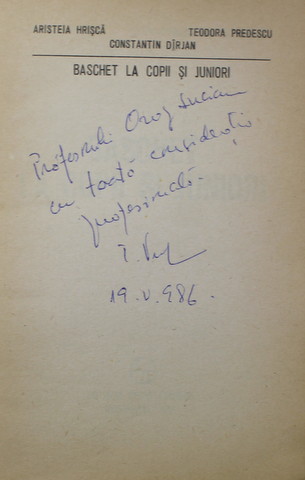 ARISTEIA HRIȘCĂ TEODORA PREDESCU
CONSTANTIN DÎRJAN
BASCHET LA COPII ȘI JUNIORI
Profesorului Lucian
cu toată considerația
profesională.
19.V.986.